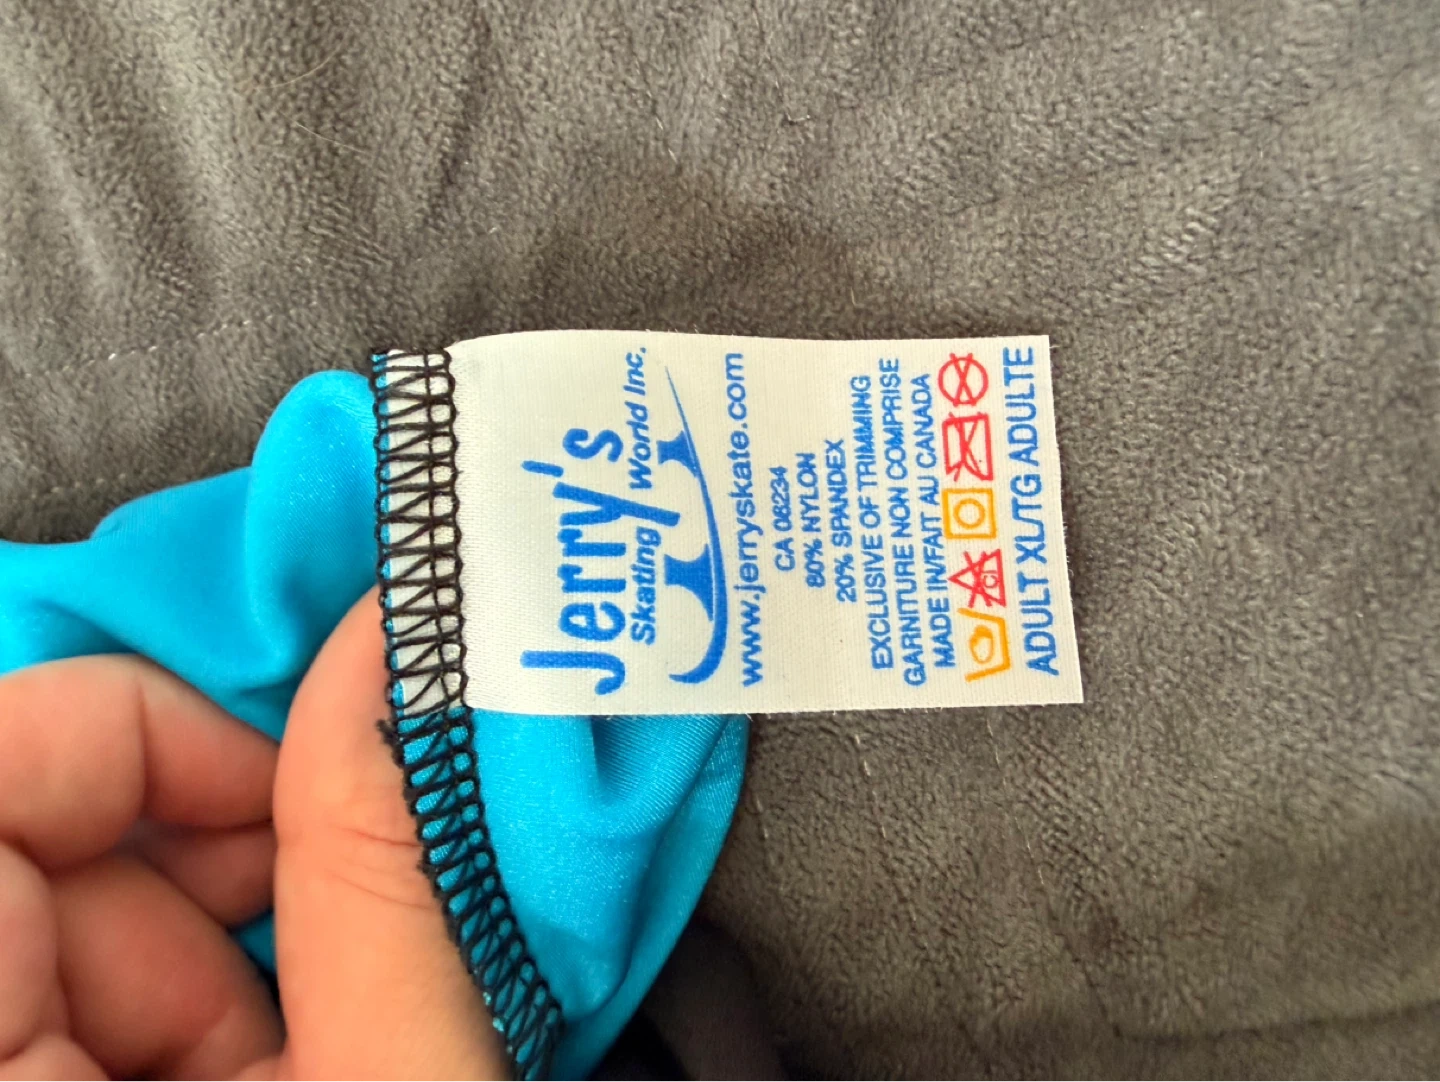 Jerry's
Skating World Inc.
www.jerryskate.com
CA 06234
80% NYLON
20% SPANDEX
EXCLUSIVE OF TRIMMING
GARNITURE NON COMPRISE
MADE IN/FAIT AU CANADA
CL
ADULT XL/TG ADULTE